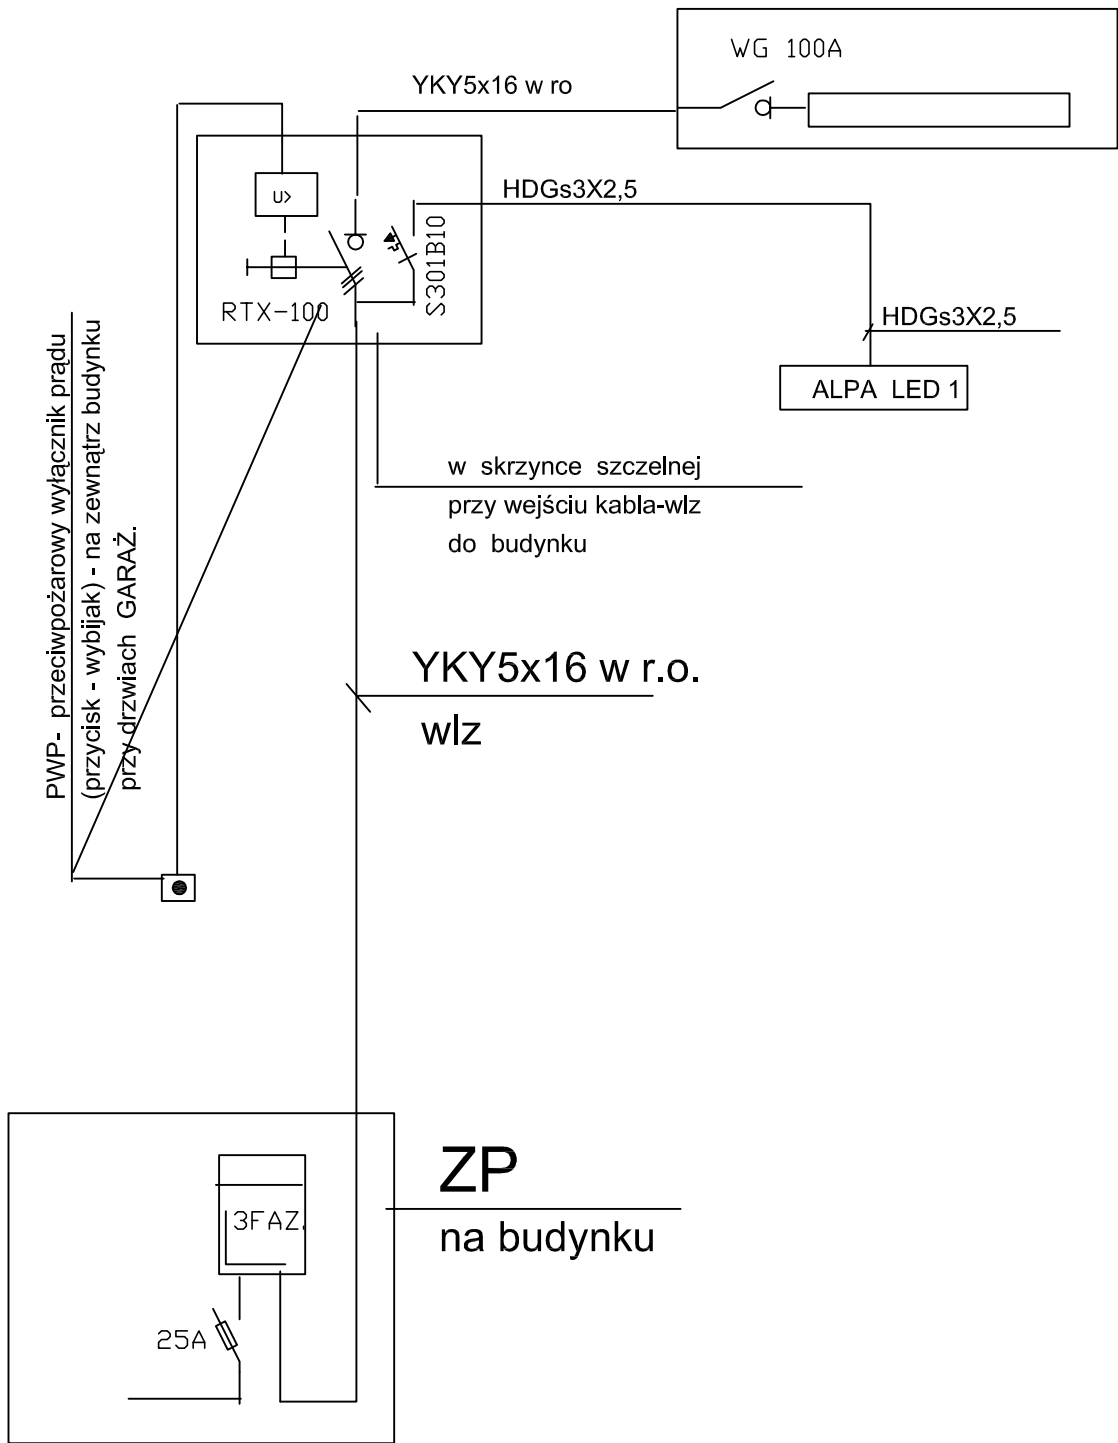 WG 100A
YKY5x16 w ro
HDGs3X2,5
U>
S301B10
RTX-100
HDGs3X2,5
ALPA LED 1
PWP- przeciwpożarowy wyłącznik prądu
(przycisk - wybijak) - na zewnątrz budynku
przy drzwiach GARAŻ.
w skrzynce szczelnej
przy wejściu kabla-wlz
do budynku
YKY5x16 w r.o.
wlz
ZP
na budynku
3FAZ.
25A